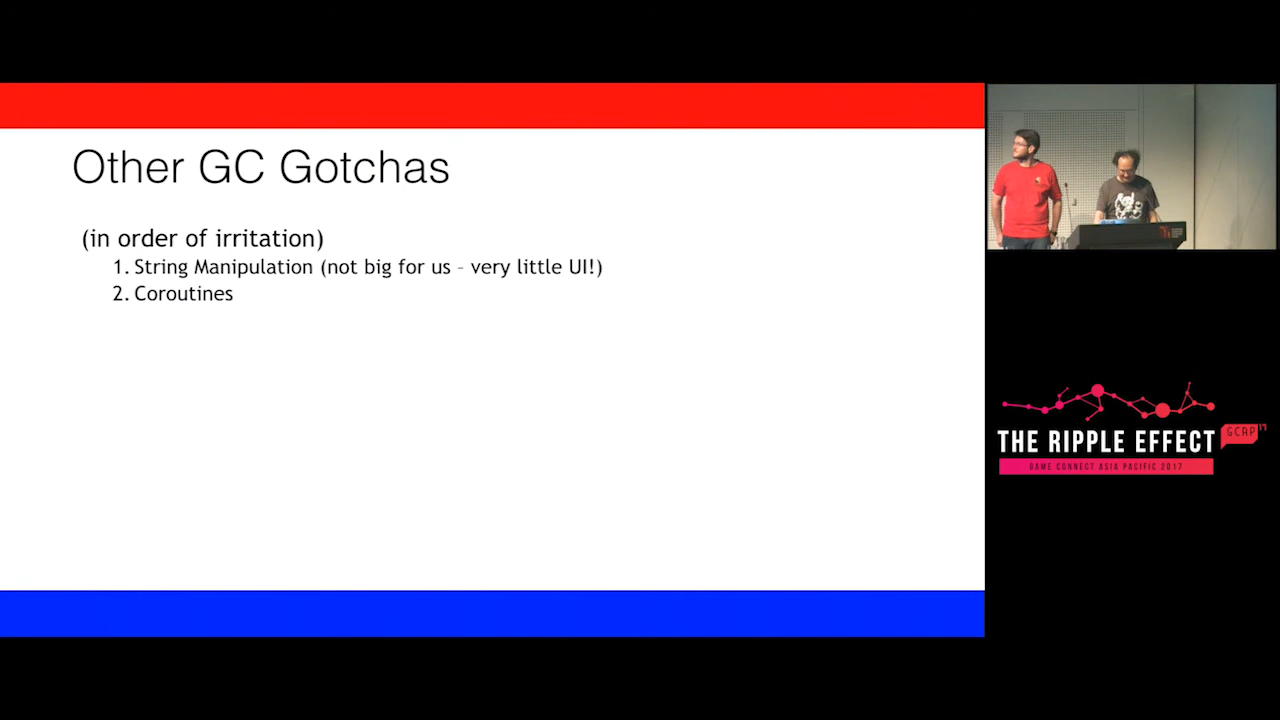 Other GC Gotchas
(in order of irritation)
1. String Manipulation (not big for us – very little UI!)
2. Coroutines
THE RIPPLE EFFECT
GCAP 17
GAME CONNECT ASIA PACIFIC 2017